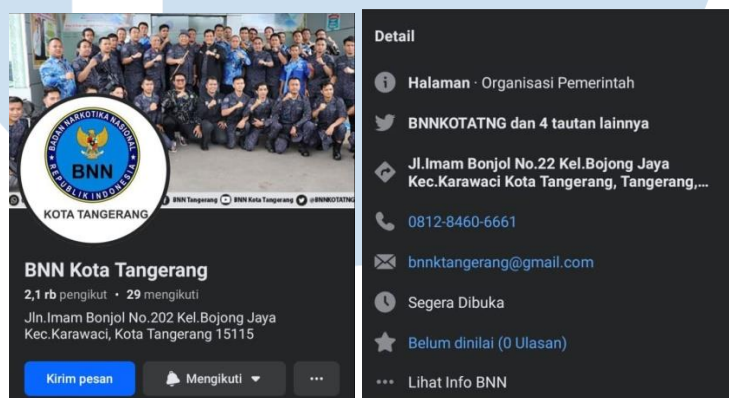 BADAN NARKOTIKA NASIONAL
BNN
REPUBLIK INDONESIA
KOTA TANGERANG
BNN Tangerang
BNN Kota Tangerang
@BNNKOTATNG
BNN Kota Tangerang
2,1 rb pengikut • 29 mengikuti
Jln.Imam Bonjol No.202 Kel.Bojong Jaya
Kec.Karawaci, Kota Tangerang 15115
Kirim pesan
Mengikuti
Detail
Halaman · Organisasi Pemerintah
BNNKOTATNG dan 4 tautan lainnya
Jl.Imam Bonjol No.22 Kel.Bojong Jaya
Kec.Karawaci Kota Tangerang, Tangerang,...
0812-8460-6661
bnnktangerang@gmail.com
Segera Dibuka
Belum dinilai (0 Ulasan)
Lihat Info BNN